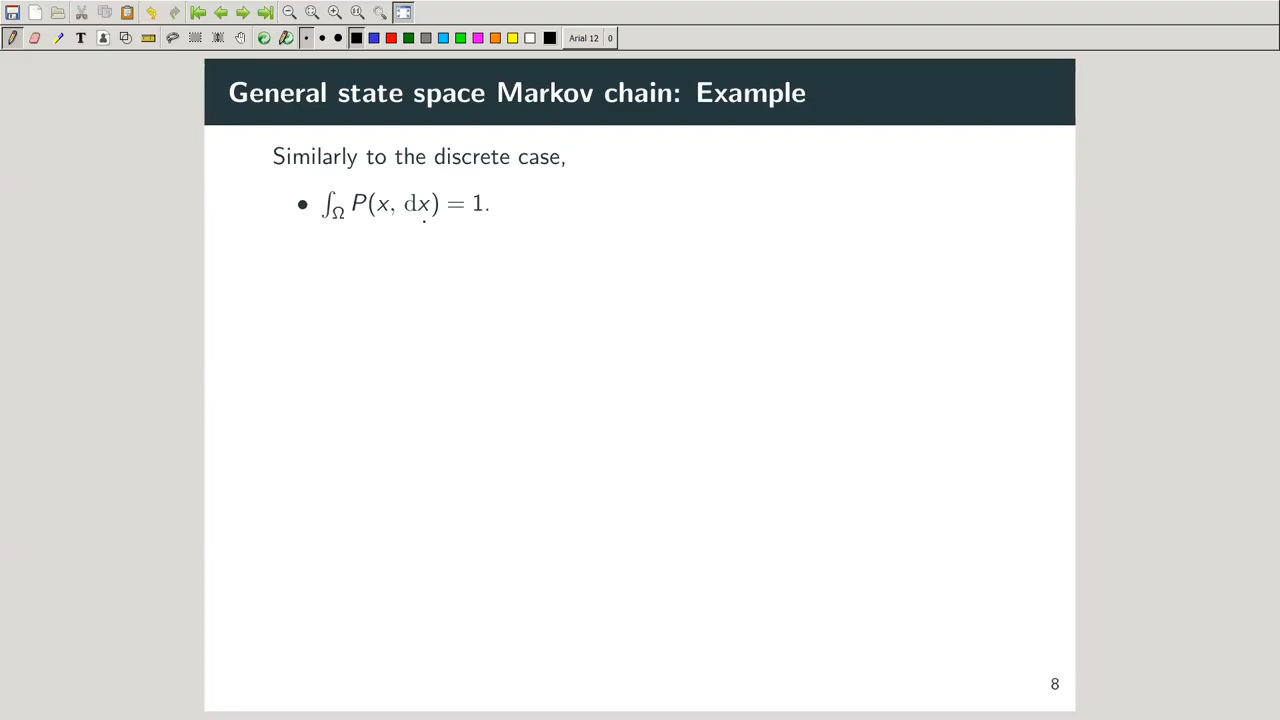 Arial 12 0
General state space Markov chain: Example
Similarly to the discrete case,
• ∫_Ω P(x, dx) = 1.
8